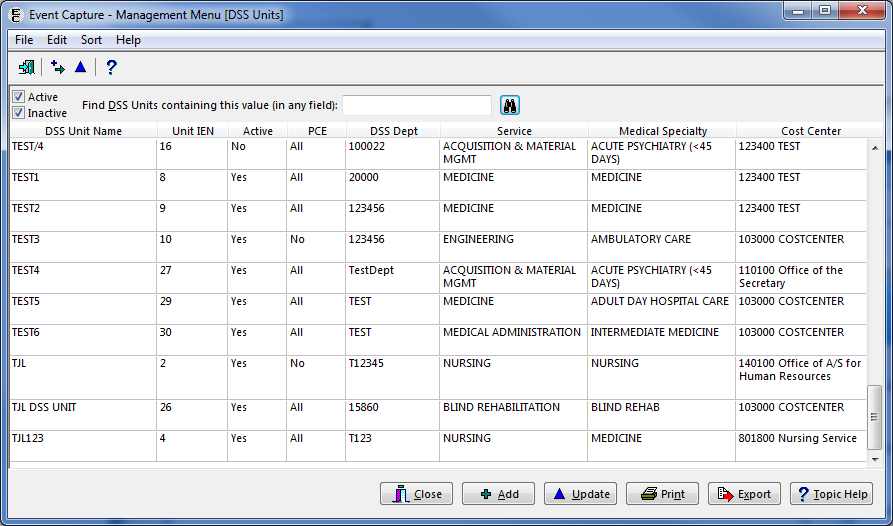 Event Capture - Management Menu [DSS Units]
File Edit Sort Help
Active
Inactive
Find DSS Units containing this value (in any field):
DSS Unit Name Unit IEN Active PCE DSS Dept Service Medical Specialty Cost Center
TEST/4 16 No All 100022 ACQUISITION & MATERIAL MGMT ACUTE PSYCHIATRY (<45 DAYS) 123400 TEST
TEST1 8 Yes All 20000 MEDICINE MEDICINE 123400 TEST
TEST2 9 Yes All 123456 MEDICINE MEDICINE 123400 TEST
TEST3 10 Yes No 123456 ENGINEERING AMBULATORY CARE 103000 COSTCENTER
TEST4 27 Yes All TestDept ACQUISITION & MATERIAL MGMT ACUTE PSYCHIATRY (<45 DAYS) 110100 Office of the Secretary
TEST5 29 Yes All TEST MEDICINE ADULT DAY HOSPITAL CARE 103000 COSTCENTER
TEST6 30 Yes All TEST MEDICAL ADMINISTRATION INTERMEDIATE MEDICINE 103000 COSTCENTER
TJL 2 Yes No T12345 NURSING NURSING 140100 Office of A/S for Human Resources
TJL DSS UNIT 26 Yes All 15860 BLIND REHABILITATION BLIND REHAB 103000 COSTCENTER
TJL123 4 Yes All T123 NURSING MEDICINE 801800 Nursing Service
Close Add Update Print Export Topic Help